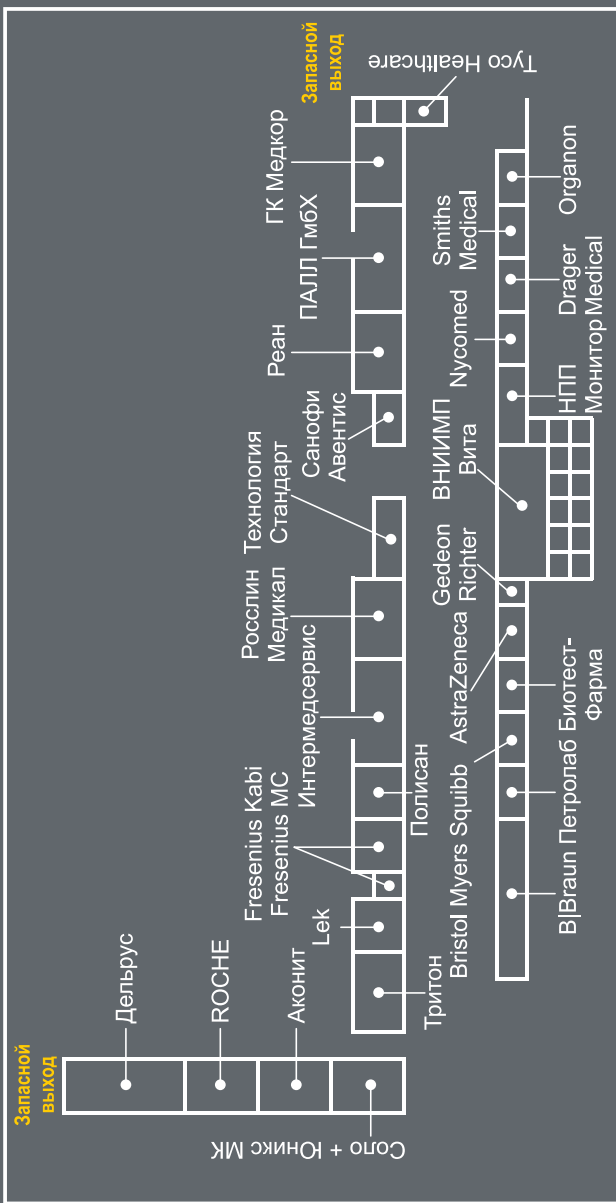 Запасной
выход
Tyco Healthcare
ГК Медкор
ПАЛЛ ГмбХ
Реан
Санофи
Авентис
Технология
Стандарт
Росслин
Медикал
Интермедсервис
Полисан
Fresenius Kabi
Fresenius MC
Lek
Тритон
Запасной
выход
Дельрус
ROCHE
Аконит
Соло + Юникс МК
Organon
Smiths
Medical
Drager
Medical
Nycomed
НПП
Монитор
ВНИИМП
Вита
Gedeon
Richter
AstraZeneca
Биотест-
Фарма
Bristol Myers Squibb
Петролаб
B|Braun